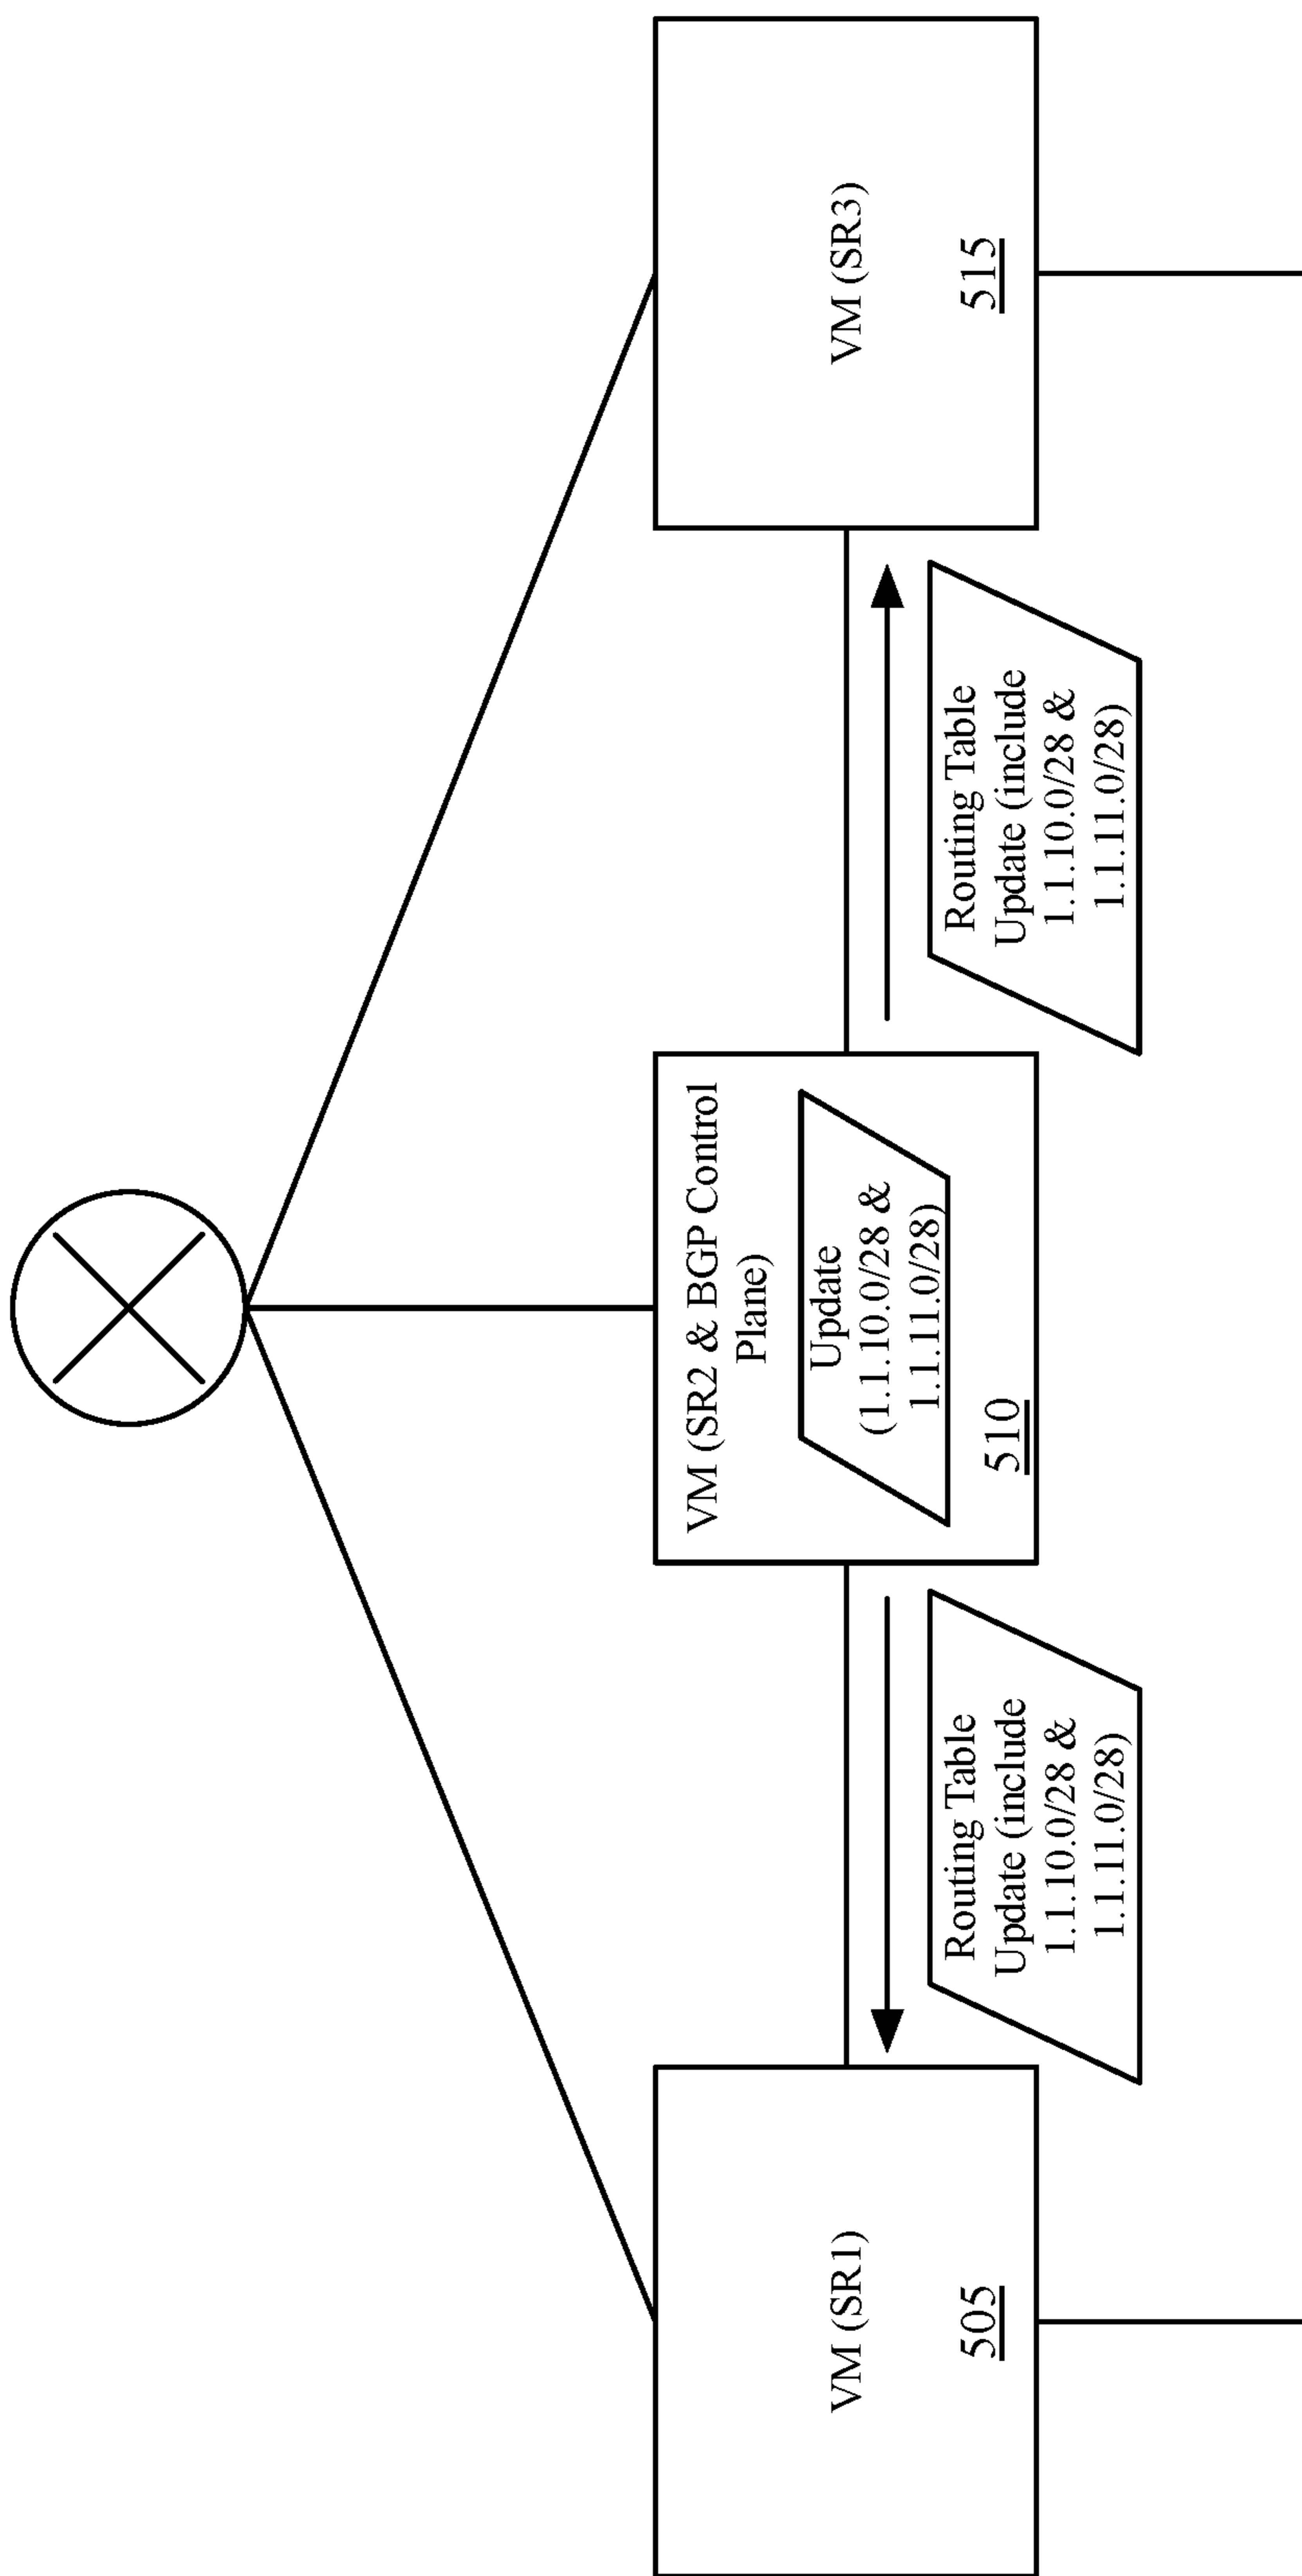 VM (SR1)
505
Routing Table
Update (include
1.1.10.0/28 &
1.1.11.0/28)
VM (SR2 & BGP Control
Plane)
Update
(1.1.10.0/28 &
1.1.11.0/28)
510
Routing Table
Update (include
1.1.10.0/28 &
1.1.11.0/28)
VM (SR3)
515